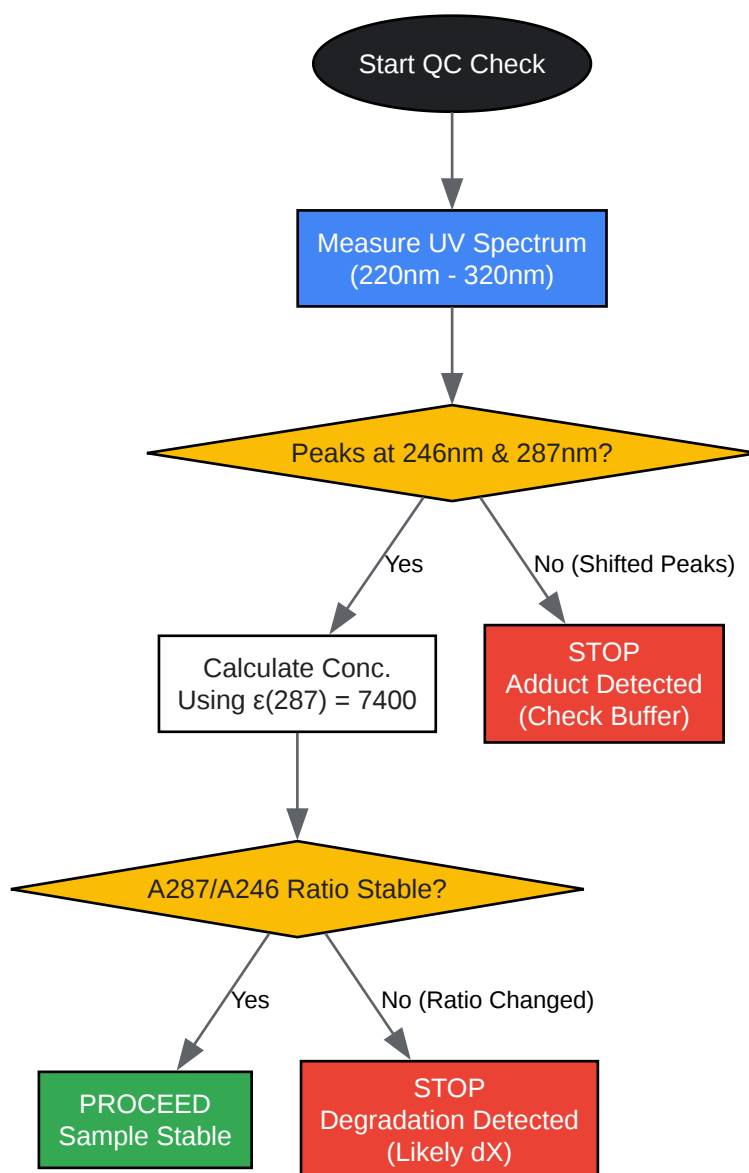 Start QC Check
Measure UV Spectrum
(220nm - 320nm)
Peaks at 246nm & 287nm?
Yes
No (Shifted Peaks)
Calculate Conc.
Using ε(287) = 7400
STOP
Adduct Detected
(Check Buffer)
A287/A246 Ratio Stable?
Yes
No (Ratio Changed)
PROCEED
Sample Stable
STOP
Degradation Detected
(Likely dX)